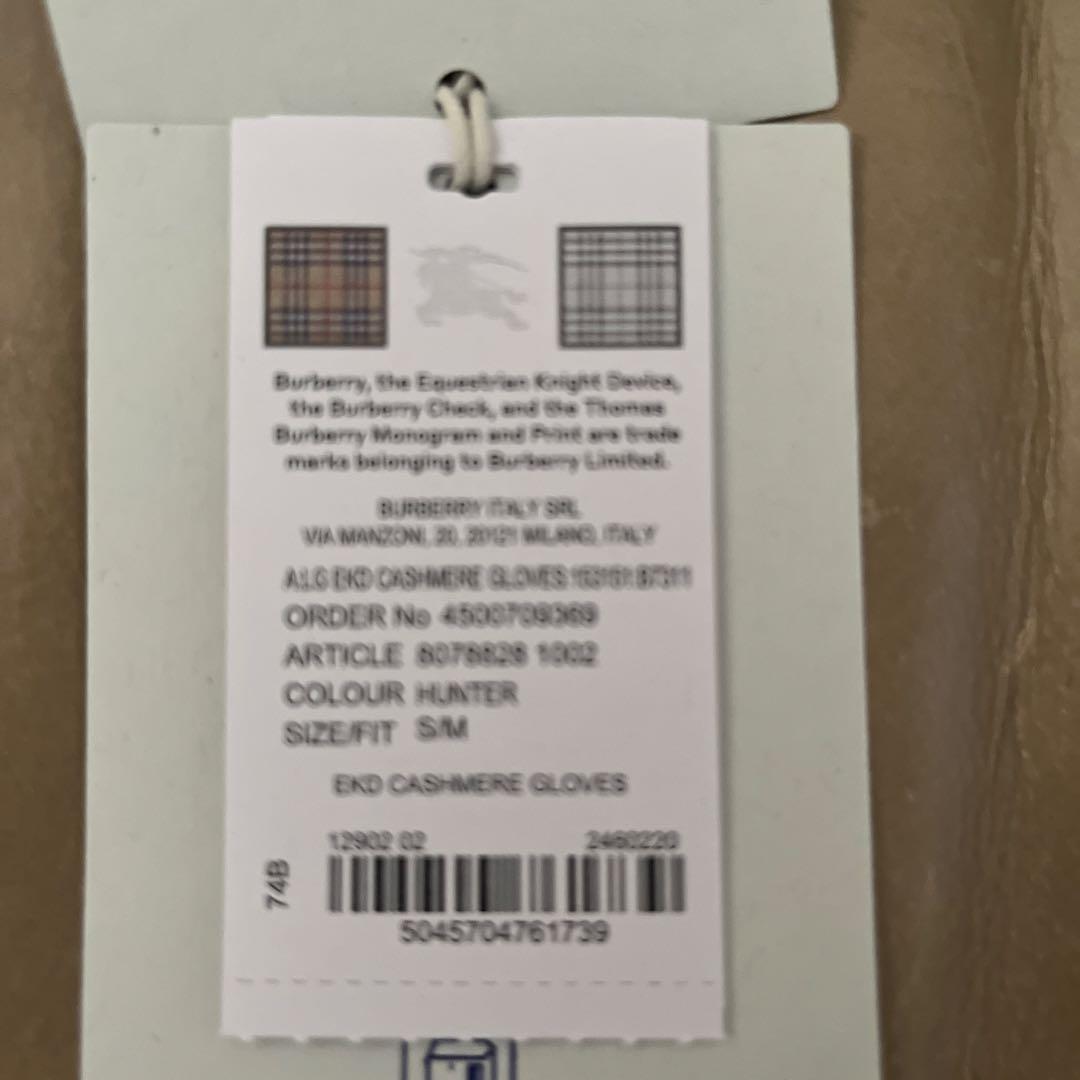 Burberry, the Equestrian Knight Device,
the Burberry Check, and the Thomas
Burberry Monogram and Print are trade
marks belonging to Burberry Limited.
BURBERRY ITALY SRL
VIA MANZONI, 20, 20121 MILANO, ITALY
A:LG EKD CASHMERE GLOVES
ORDER No 4500709369
ARTICLE 8078828 1002
COLOUR HUNTER
SIZE/FIT S/M
EKD CASHMERE GLOVES
12902 02 2460220
74B
5045704761739